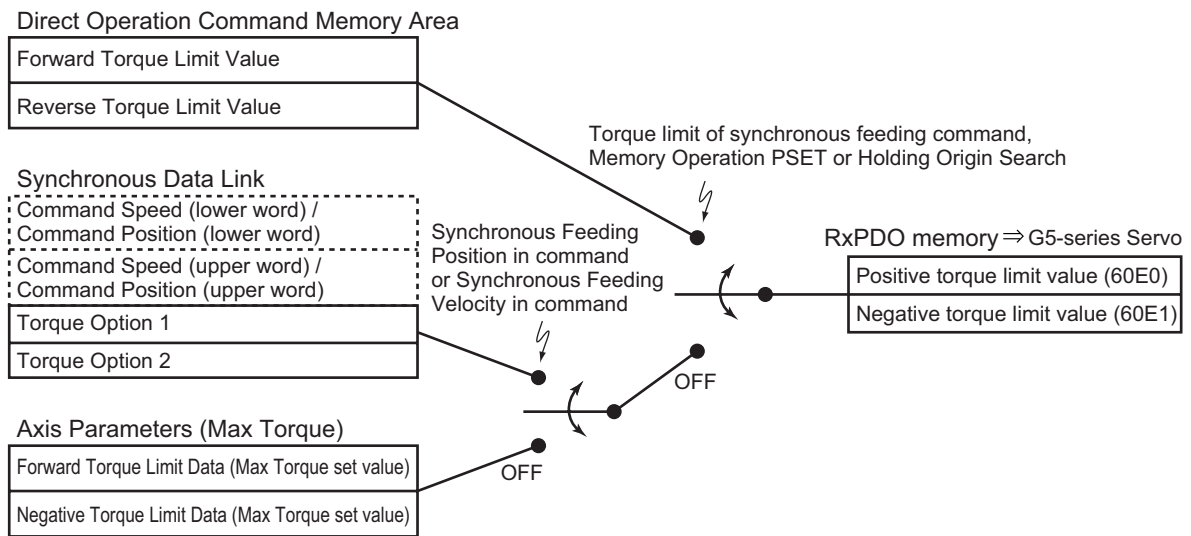 Direct Operation Command Memory Area
Forward Torque Limit Value
Reverse Torque Limit Value
Torque limit of synchronous feeding command,
Memory Operation PSET or Holding Origin Search
Synchronous Data Link
Command Speed (lower word) /
Command Position (lower word)
Command Speed (upper word) /
Command Position (upper word)
Torque Option 1
Torque Option 2
Synchronous Feeding
Position in command
or Synchronous Feeding
Velocity in command
RxPDO memory ⇒ G5-series Servo
Positive torque limit value (60E0)
Negative torque limit value (60E1)
OFF
Axis Parameters (Max Torque)
Forward Torque Limit Data (Max Torque set value)
Negative Torque Limit Data (Max Torque set value)
OFF